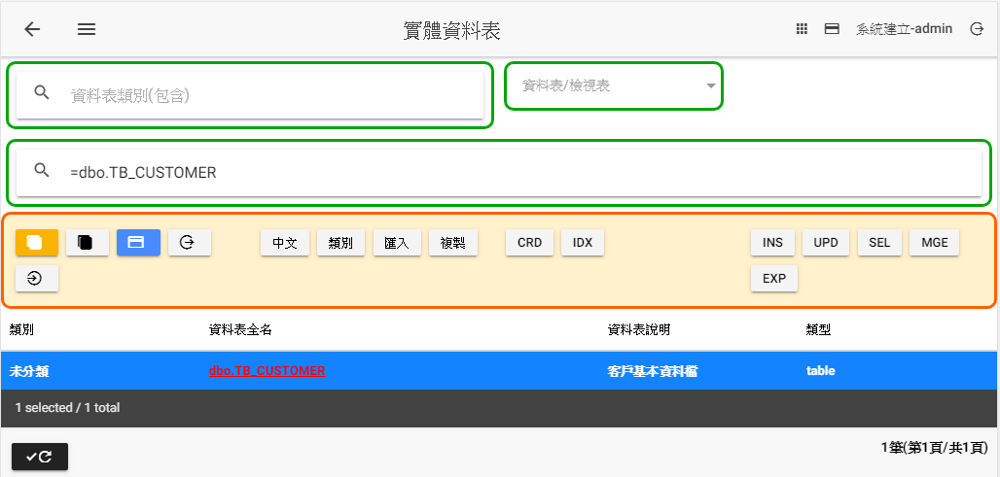 實體資料表
系統建立-admin
資料表類別(包含)
資料表/檢視表
=dbo.TB_CUSTOMER
中文 類別 匯入 複製 CRD IDX INS UPD SEL MGE
EXP
類別 資料表全名 資料表說明 類型
未分類 dbo.TB_CUSTOMER 客戶基本資料檔 table
1 selected / 1 total
1筆(第1頁/共1頁)